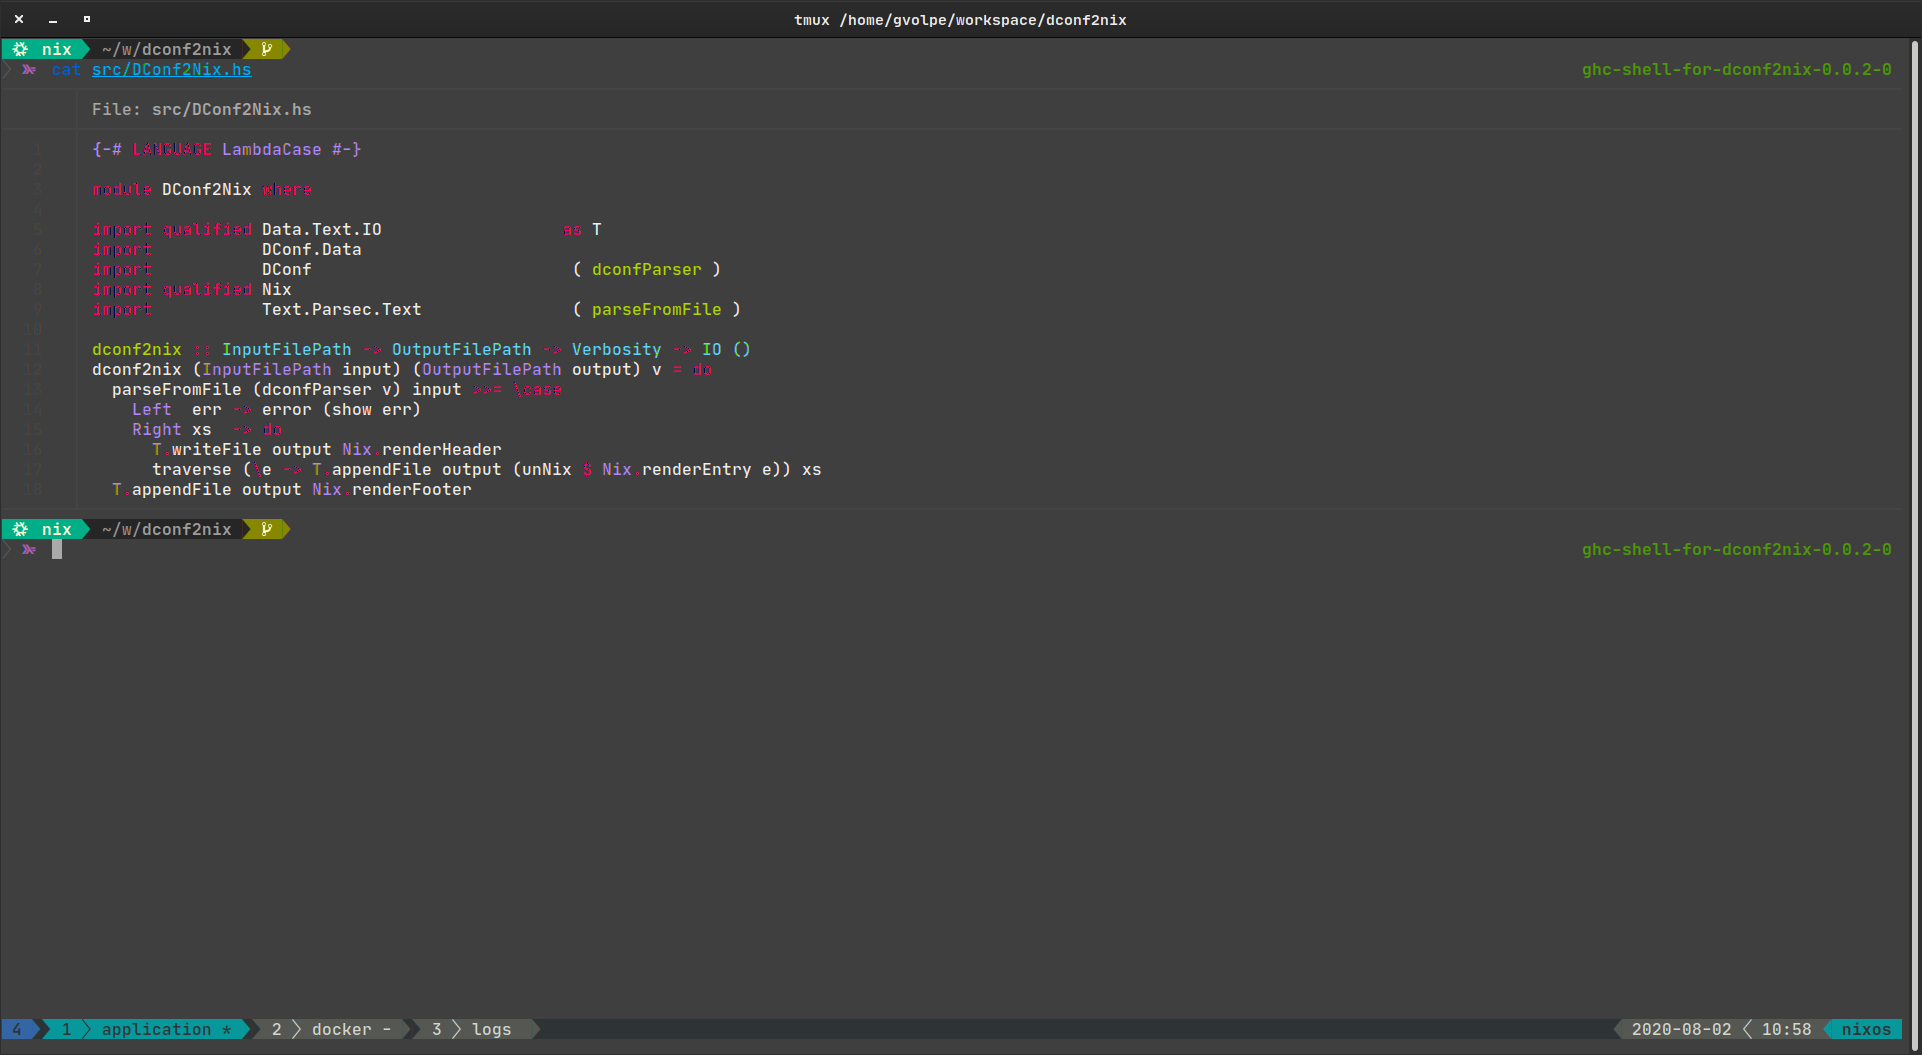 tmux /home/gvolpe/workspace/dconf2nix
nix ~/w/dconf2nix
cat src/DConf2Nix.hs ghc-shell-for-dconf2nix-0.0.2-0
File: src/DConf2Nix.hs
1 {-# LANGUAGE LambdaCase #-}
2
3 module DConf2Nix where
4
5 import qualified Data.Text.IO as T
6 import DConf.Data
7 import DConf ( dconfParser )
8 import qualified Nix
9 import Text.Parsec.Text ( parseFromFile )
10
11 dconf2nix :: InputFilePath -> OutputFilePath -> Verbosity -> IO ()
12 dconf2nix (InputFilePath input) (OutputFilePath output) v = do
13 parseFromFile (dconfParser v) input >>= \case
14 Left err -> error (show err)
15 Right xs -> do
16 T.writeFile output Nix.renderHeader
17 traverse (\e -> T.appendFile output (unNix $ Nix.renderEntry e)) xs
18 T.appendFile output Nix.renderFooter
nix ~/w/dconf2nix
ghc-shell-for-dconf2nix-0.0.2-0
4 1 application * 2 docker - 3 logs 2020-08-02 10:58 nixos